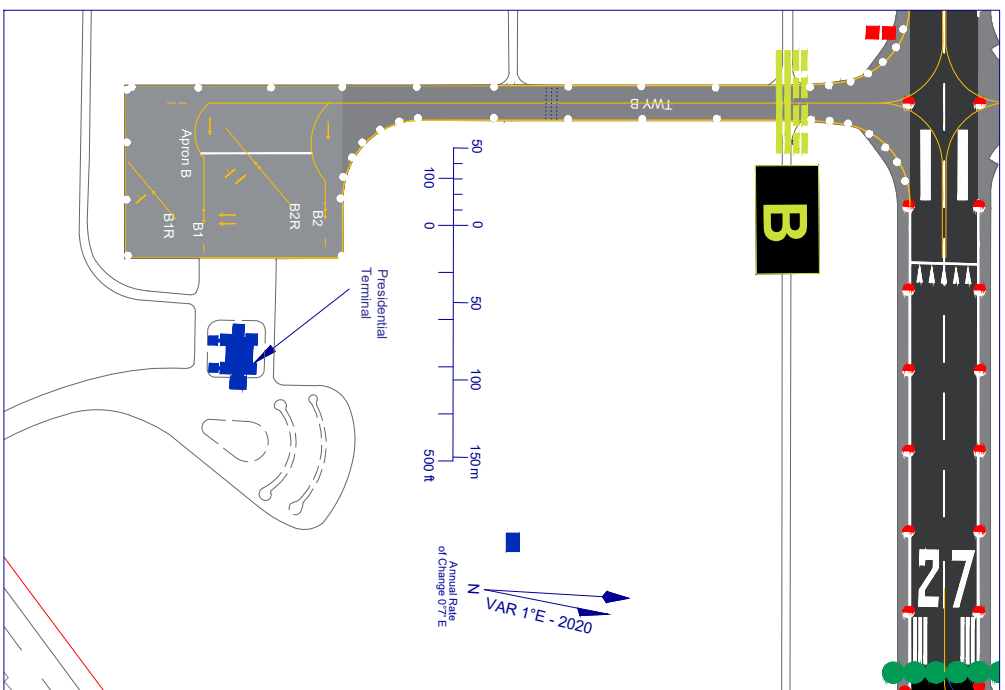 TWY B
Apron B
B1R
B1
B2R
B2
B
50
100
0
0
50
100
150 m
500 ft
Presidential
Terminal
Annual Rate
of Change 0°7' E
N
VAR 1°E - 2020
27